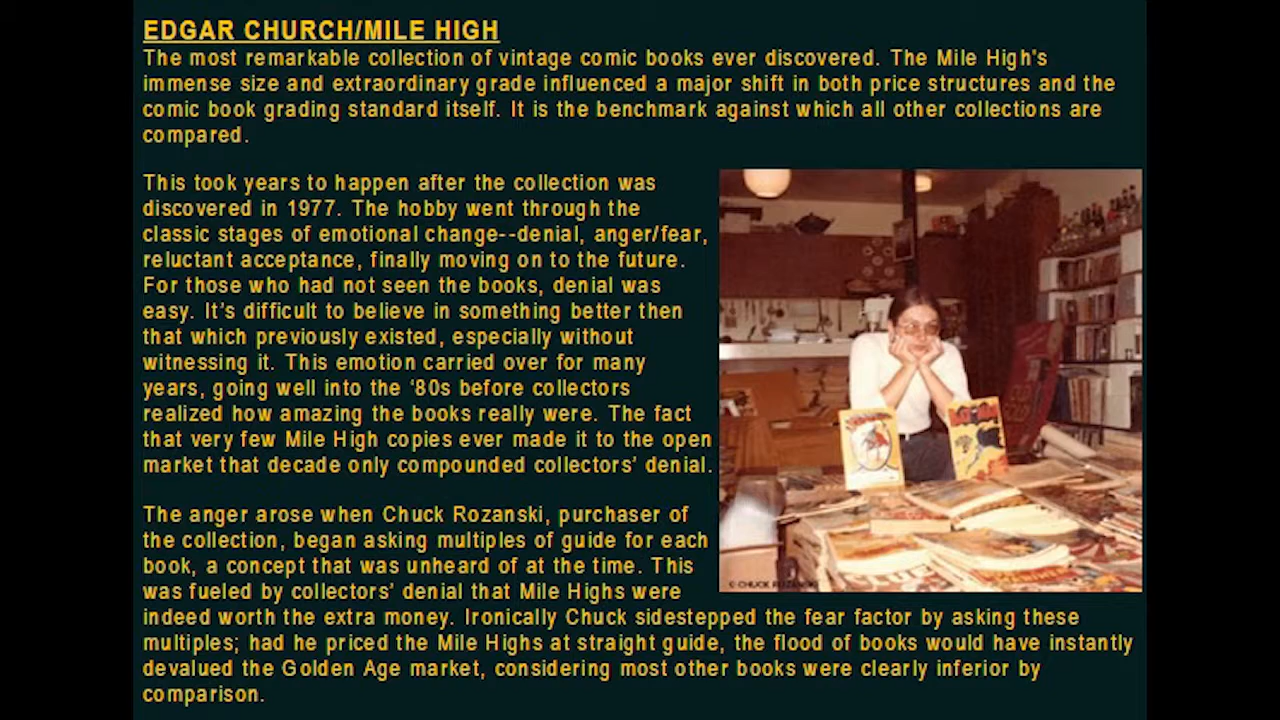 EDGAR CHURCH/MILE HIGH
The most remarkable collection of vintage comic books ever discovered. The Mile High's
immense size and extraordinary grade influenced a major shift in both price structures and the
comic book grading standard itself. It is the benchmark against which all other collections are
compared.
This took years to happen after the collection was
discovered in 1977. The hobby went through the
classic stages of emotional change--denial, anger/fear,
reluctant acceptance, finally moving on to the future.
For those who had not seen the books, denial was
easy. It's difficult to believe in something better then
that which previously existed, especially without
witnessing it. This emotion carried over for many
years, going well into the ‘80s before collectors
realized how amazing the books really were. The fact
that very few Mile High copies ever made it to the open
market that decade only compounded collectors’ denial.
The anger arose when Chuck Rozanski, purchaser of
the collection, began asking multiples of guide for each
book, a concept that was unheard of at the time. This
was fueled by collectors’ denial that Mile Highs were
indeed worth the extra money. Ironically Chuck sidestepped the fear factor by asking these
multiples; had he priced the Mile Highs at straight guide, the flood of books would have instantly
devalued the Golden Age market, considering most other books were clearly inferior by
comparison.
© CHUCK ROZANSKI